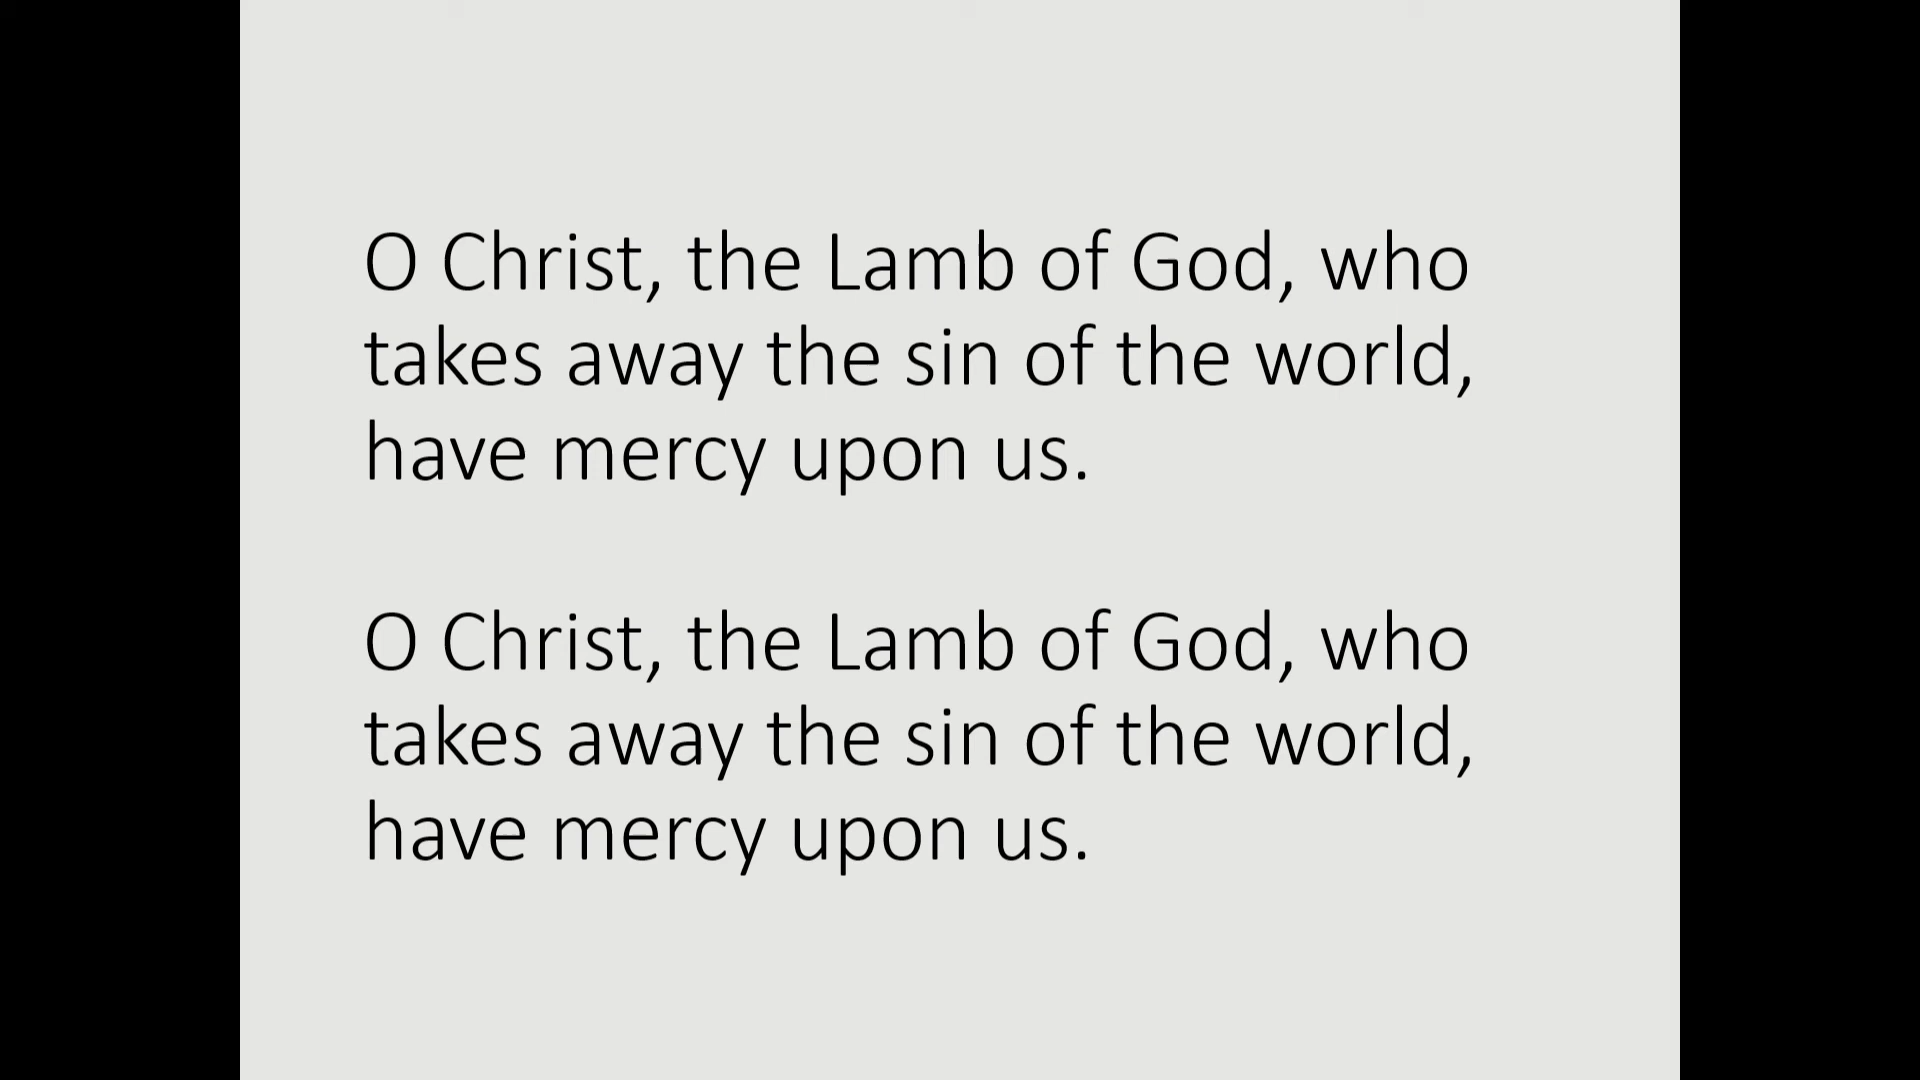 O Christ, the Lamb of God, who
takes away the sin of the world,
have mercy upon us.
O Christ, the Lamb of God, who
takes away the sin of the world,
have mercy upon us.